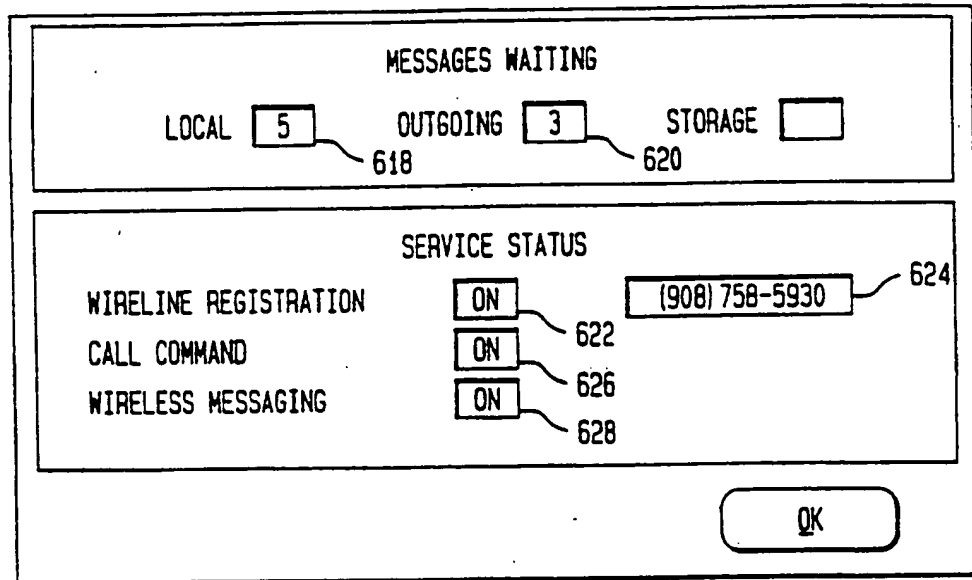 MESSAGES WAITING
LOCAL 5 OUTGOING 3 STORAGE
618 620
SERVICE STATUS
WIRELINE REGISTRATION ON (908) 758-5930 624
622
CALL COMMAND ON
626
WIRELESS MESSAGING ON
628
OK